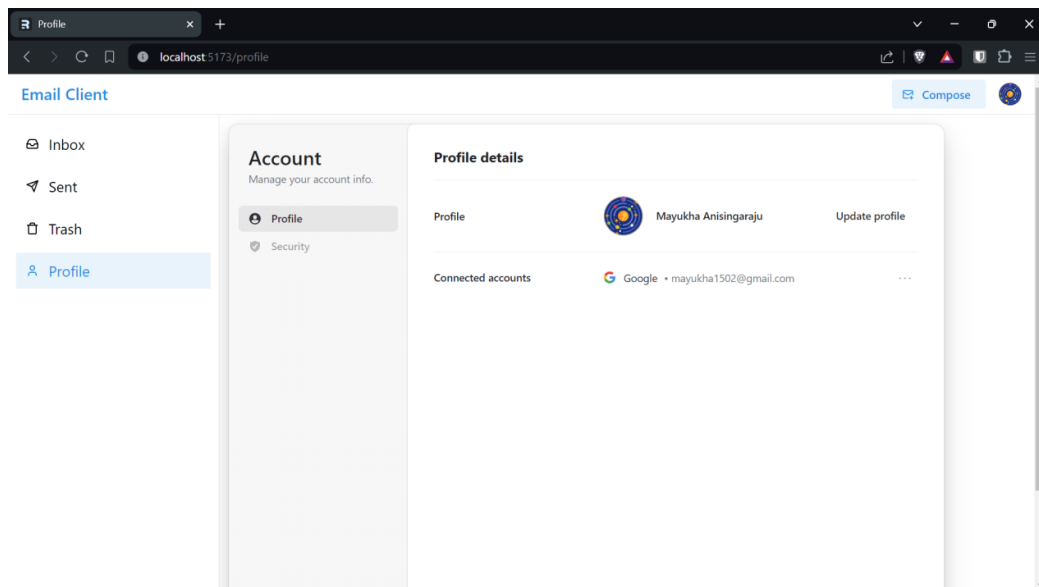 Profile
localhost:5173/profile
Email Client
Compose
Inbox
Sent
Trash
Profile
Account
Manage your account info.
Profile
Security
Profile details
Profile
Mayukha Anisingaraju
Update profile
Connected accounts
Google • mayukha1502@gmail.com